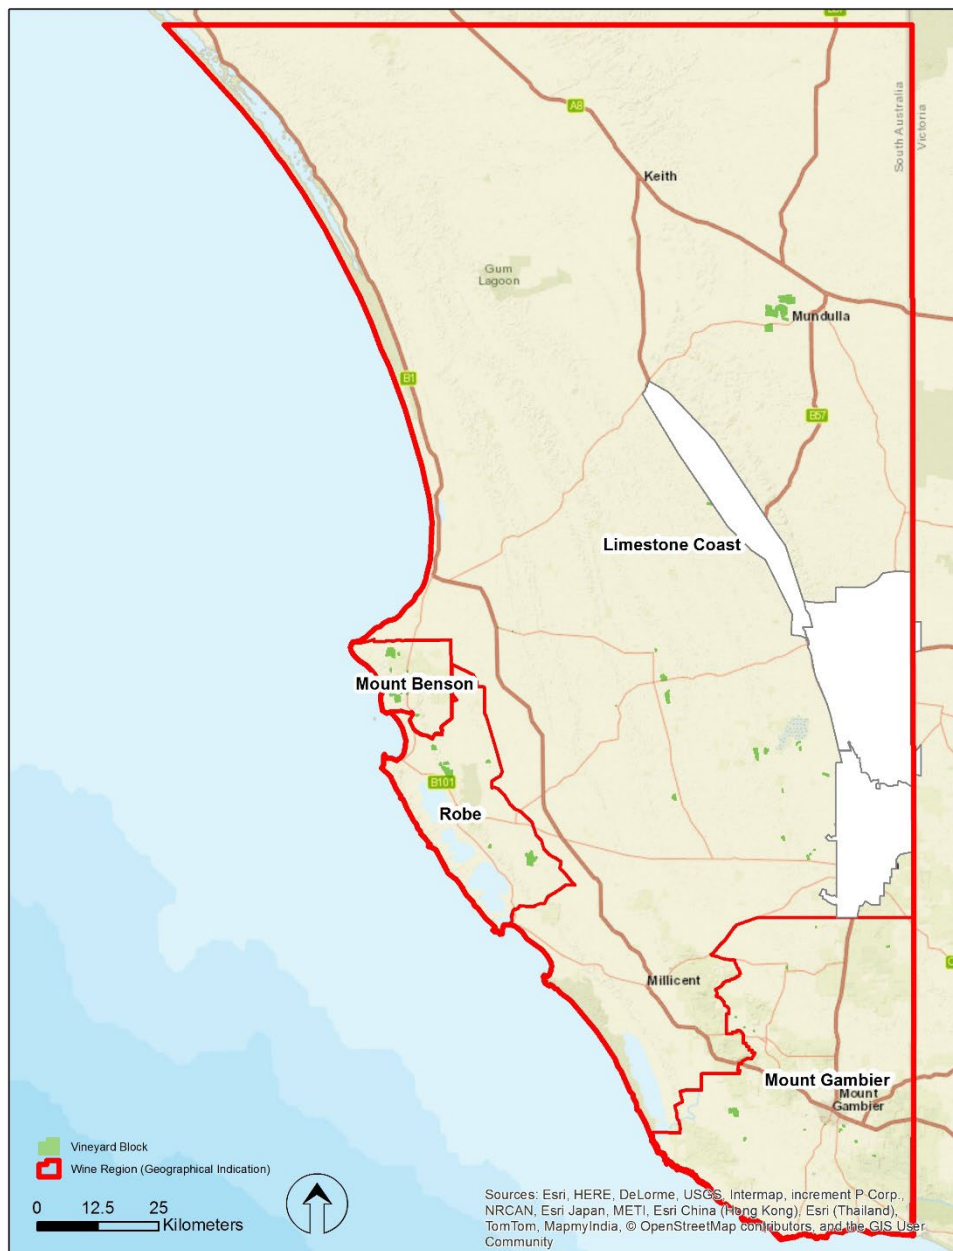 A8
South Australia
Victoria
Keith
Gum
Lagoon
Mundulla
B1
B57
Limestone Coast
Mount Benson
B101
Robe
Millicent
Mount Gambier
Mount
Gambier
Vineyard Block
Wine Region (Geographical Indication)
0 12.5 25
Kilometers
Sources: Esri, HERE, DeLorme, USGS, Intermap, increment P Corp.,
NRCAN, Esri Japan, METI, Esri China (Hong Kong), Esri (Thailand),
TomTom, MapmyIndia, © OpenStreetMap contributors, and the GIS User
Community